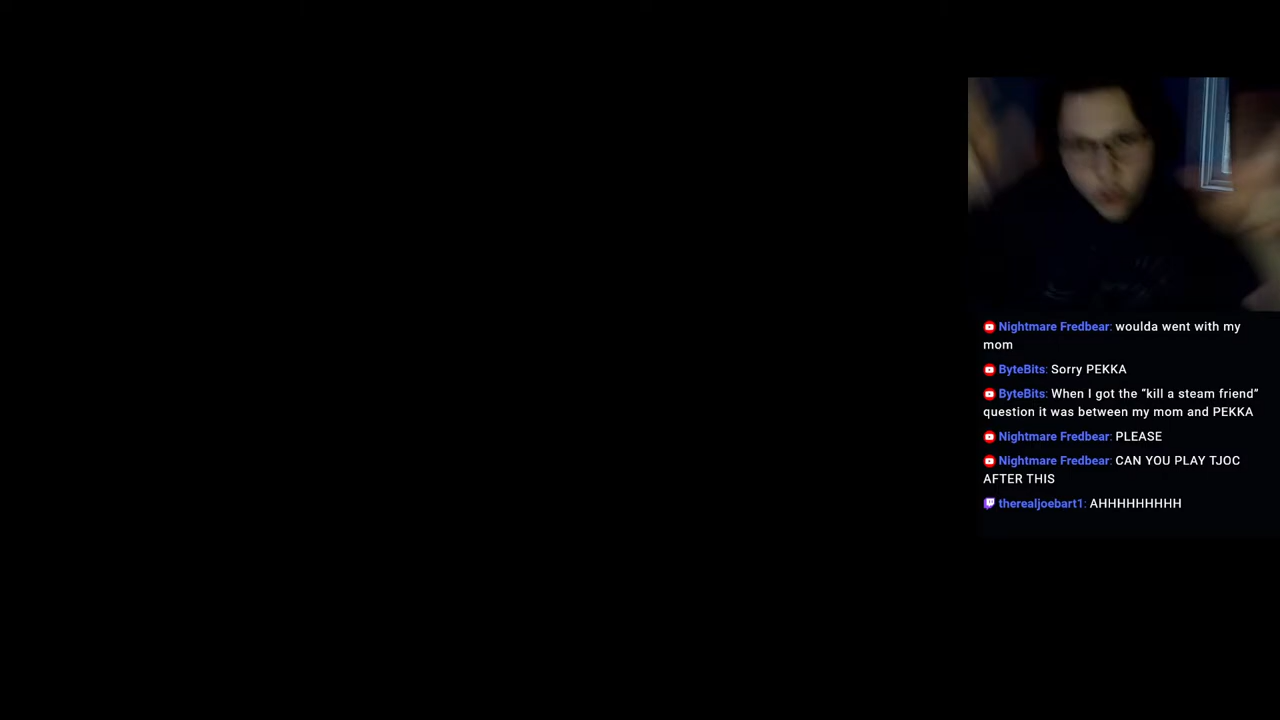 Nightmare Fredbear: woulda went with my
mom
ByteBits: Sorry PEKKA
ByteBits: When I got the "kill a steam friend"
question it was between my mom and PEKKA
Nightmare Fredbear: PLEASE
Nightmare Fredbear: CAN YOU PLAY TJOC
AFTER THIS
therealjoebart1: AHHHHHHHHH